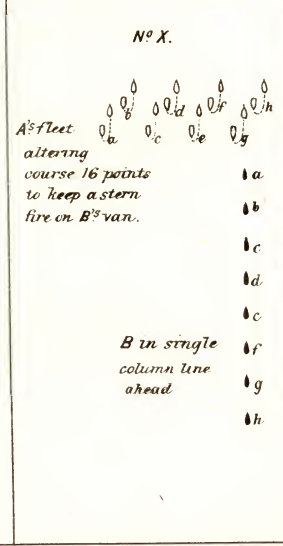 Nº X.
b d f h
a c e g
A's fleet
altering
course 16 points
to keep a stern
fire on B's van.
a
b
c
d
c
B in single f
column line g
ahead
h